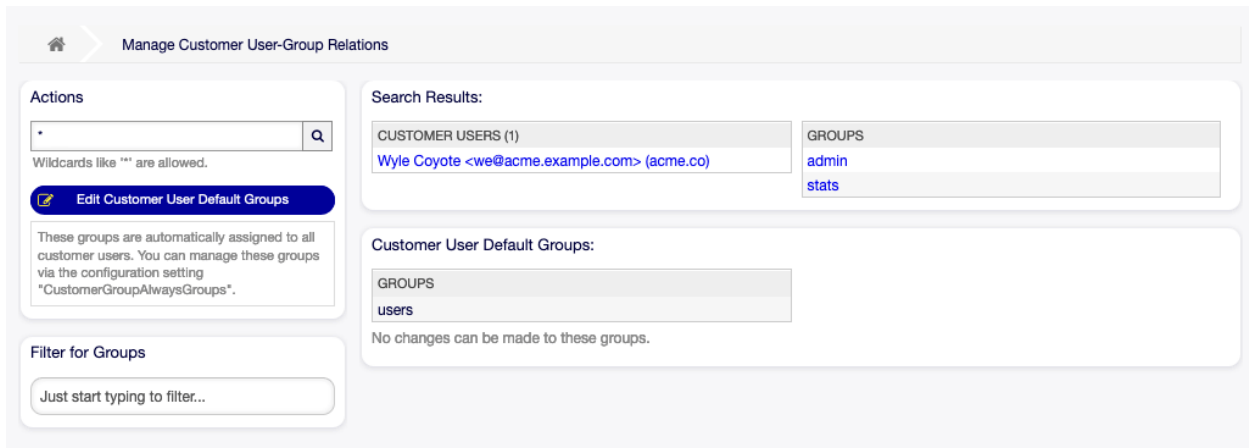 Manage Customer User-Group Relations
Actions
*
Wildcards like '*' are allowed.
Edit Customer User Default Groups
These groups are automatically assigned to all
customer users. You can manage these groups
via the configuration setting
"CustomerGroupAlwaysGroups".
Filter for Groups
Just start typing to filter...
Search Results:
CUSTOMER USERS (1)
Wyle Coyote <we@acme.example.com> (acme.co)
GROUPS
admin
stats
Customer User Default Groups:
GROUPS
users
No changes can be made to these groups.